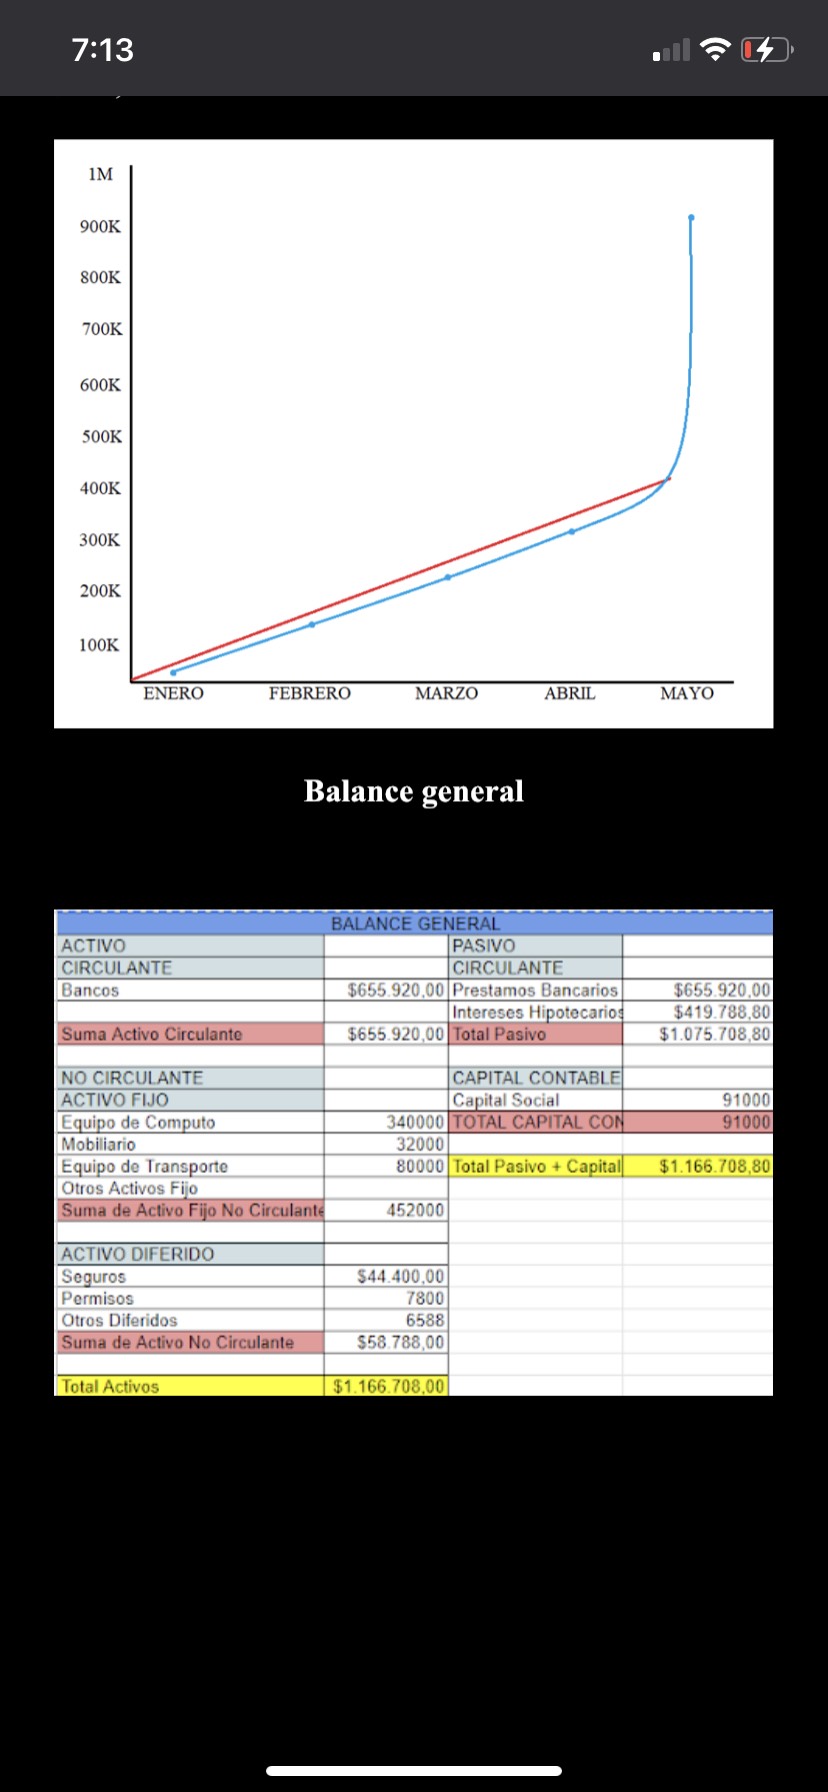 7:13
1M
900K
800K
700K
600K
500K
400K
300K
200K
100K
ENERO FEBRERO MARZO ABRIL MAYO
Balance general
BALANCE GENERAL
ACTIVO PASIVO
CIRCULANTE CIRCULANTE
Bancos $655.920,00 Prestamos Bancarios $655.920,00
Intereses Hipotecarios $419.788,80
Suma Activo Circulante $655.920,00 Total Pasivo $1.075.708,80
NO CIRCULANTE CAPITAL CONTABLE
ACTIVO FIJO Capital Social 91000
Equipo de Computo 340000 TOTAL CAPITAL CON 91000
Mobiliario 32000
Equipo de Transporte 80000 Total Pasivo + Capital $1.166.708,80
Otros Activos Fijo
Suma de Activo Fijo No Circulante 452000
ACTIVO DIFERIDO
Seguros $44.400,00
Permisos 7800
Otros Diferidos 6588
Suma de Activo No Circulante $58.788,00
Total Activos $1.166.708,00